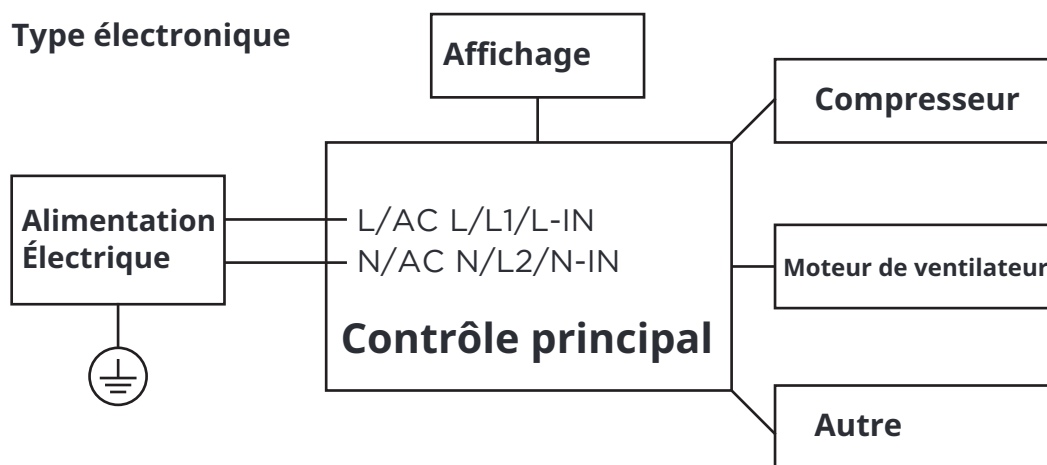 Type électronique
Affichage
Compresseur
Alimentation
Électrique
L/AC L/L1/L-IN
N/AC N/L2/N-IN
Moteur de ventilateur
Contrôle principal
Autre